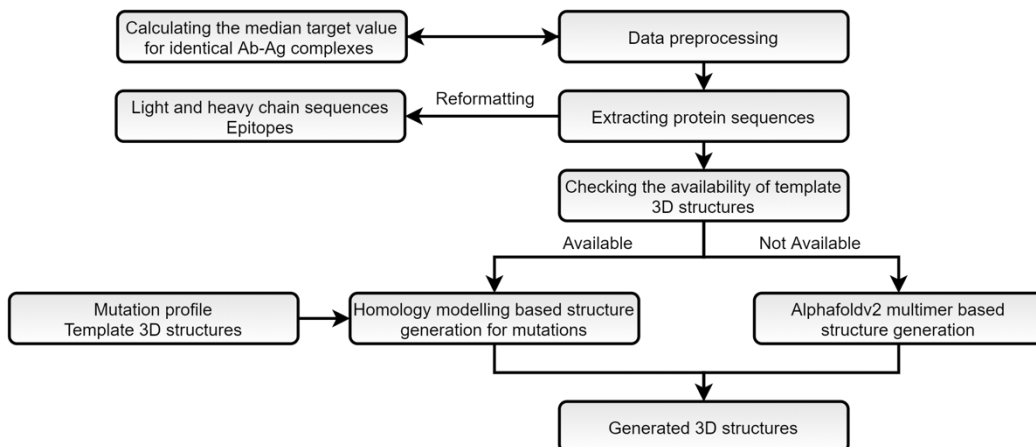 Calculating the median target value
for identical Ab-Ag complexes
Data preprocessing
Light and heavy chain sequences
Epitopes
Reformatting
Extracting protein sequences
Checking the availability of template
3D structures
Available
Not Available
Mutation profile
Template 3D structures
Homology modelling based structure
generation for mutations
Alphafoldv2 multimer based
structure generation
Generated 3D structures